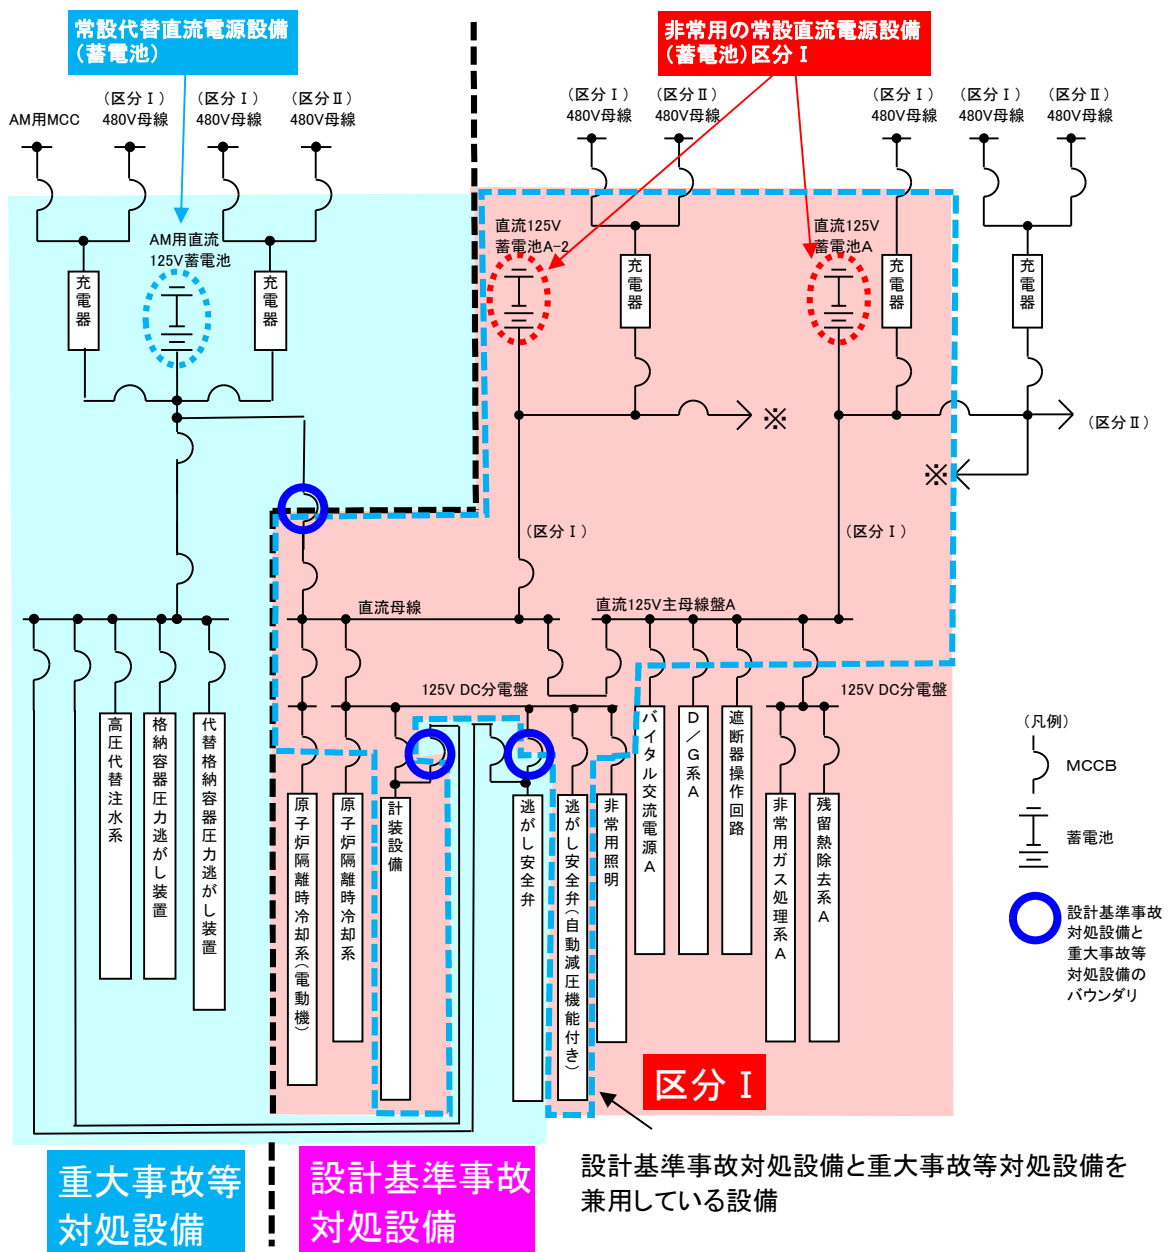 常設代替直流電源設備
(蓄電池)
非常用の常設直流電源設備
(蓄電池)区分Ⅰ
AM用MCC
(区分Ⅰ)
480V母線
(区分Ⅰ)
480V母線
(区分Ⅱ)
480V母線
(区分Ⅰ)
480V母線
(区分Ⅱ)
480V母線
(区分Ⅰ)
480V母線
(区分Ⅰ)
480V母線
(区分Ⅱ)
480V母線
AM用直流
125V蓄電池
直流125V
蓄電池A-2
直流125V
蓄電池A
充電器
充電器
充電器
充電器
充電器
※
(区分Ⅱ)
※
(区分Ⅰ)
(区分Ⅰ)
直流母線
直流125V主母線盤A
125V DC分電盤
125V DC分電盤
高圧代替注水系
格納容器圧力逃がし装置
代替格納容器圧力逃がし装置
原子炉隔離時冷却系(電動機)
原子炉隔離時冷却系
計装設備
逃がし安全弁
逃がし安全弁(自動減圧機能付き)
非常用照明
バイタル交流電源A
D/G系A
遮断器操作回路
非常用ガス処理系A
残留熱除去系A
(凡例)
MCCB
蓄電池
設計基準事故
対処設備と
重大事故等
対処設備の
バウンダリ
区分Ⅰ
重大事故等
対処設備
設計基準事故
対処設備
設計基準事故対処設備と重大事故等対処設備を
兼用している設備